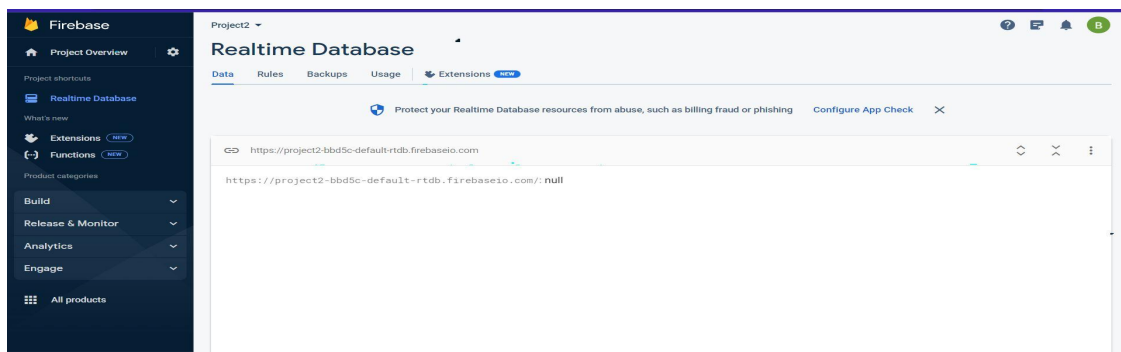 Firebase
Project Overview
Project shortcuts
Realtime Database
What's new
Extensions NEW
Functions NEW
Product categories
Build
Release & Monitor
Analytics
Engage
All products
Project2
B
Realtime Database
Data Rules Backups Usage Extensions NEW
Protect your Realtime Database resources from abuse, such as billing fraud or phishing Configure App Check
https://project2-bbd5c-default-rtdb.firebaseio.com
https://project2-bbd5c-default-rtdb.firebaseio.com/: null